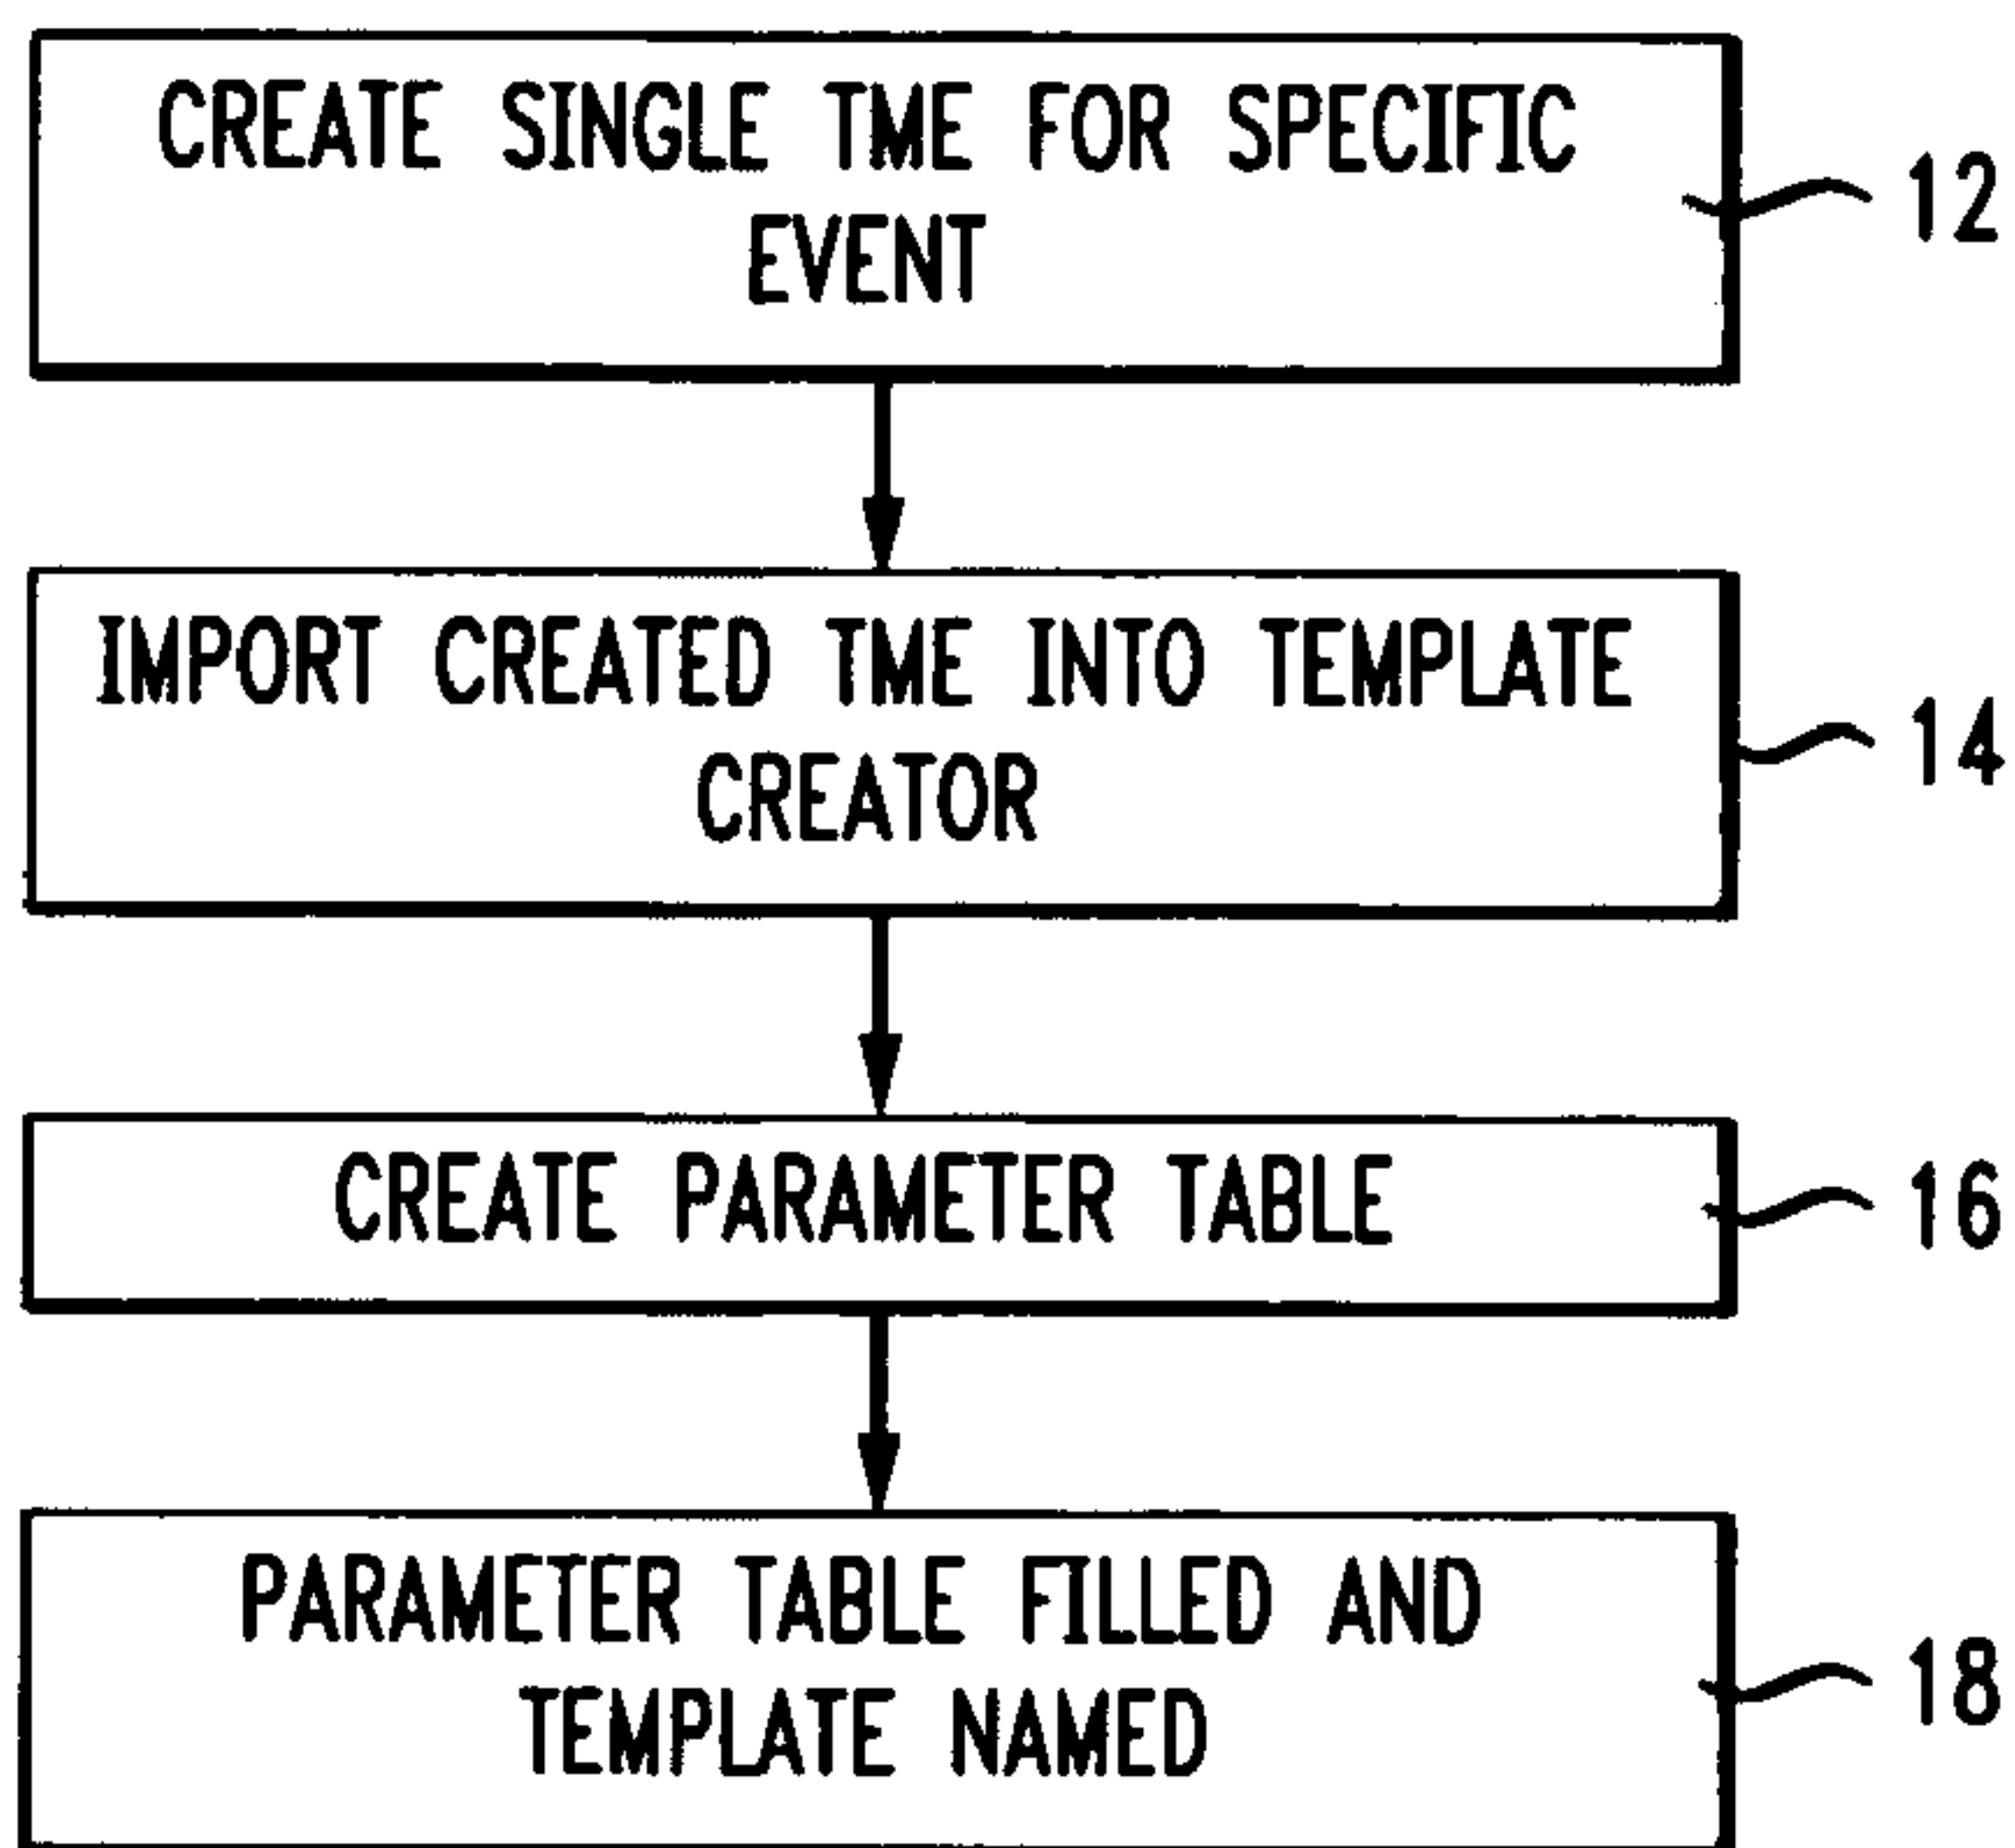 CREATE SINGLE TME FOR SPECIFIC
EVENT
12
IMPORT CREATED TME INTO TEMPLATE
CREATOR
14
CREATE PARAMETER TABLE
16
PARAMETER TABLE FILLED AND
TEMPLATE NAMED
18